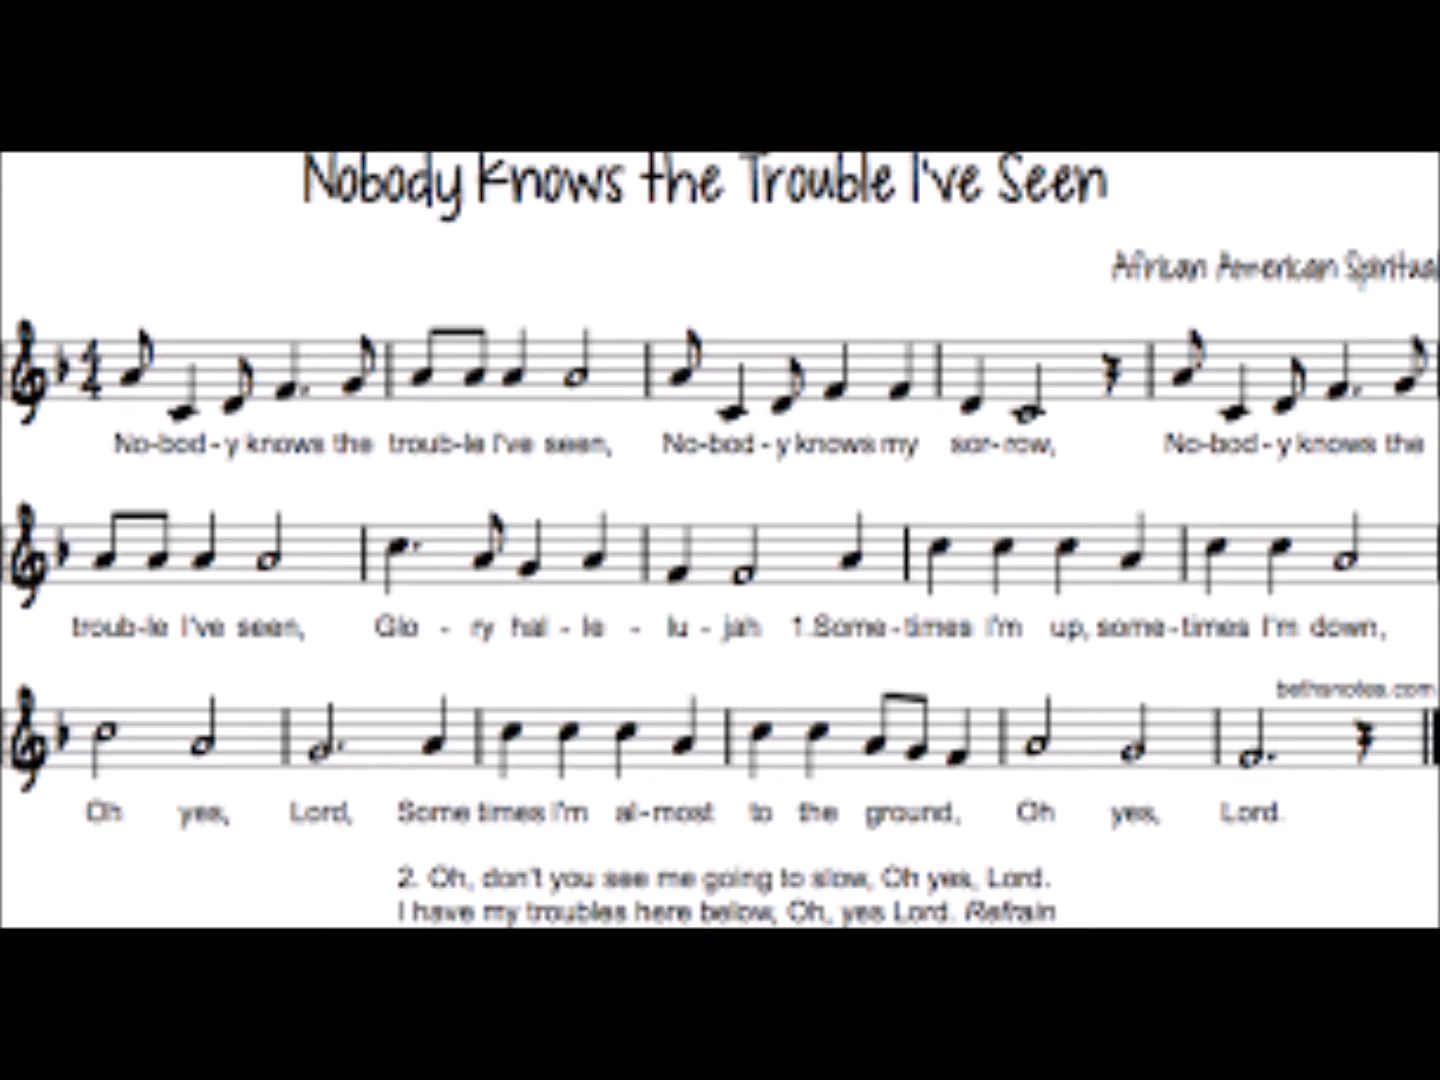 Nobody Knows the Trouble I've Seen
African American Spiritual
4
4
No-bod-y knows the troub-le I've seen, No-bod-y knows my sor-row, No-bod-y knows the
troub-le I've seen, Glo - ry hal - le - lu - jah 1.Some-times I'm up, some-times I'm down,
bethsnotes.com
Oh yes, Lord, Some times I'm al-most to the ground, Oh yes, Lord.
2. Oh, don't you see me going to slow, Oh yes, Lord.
I have my troubles here below, Oh, yes Lord. Refrain